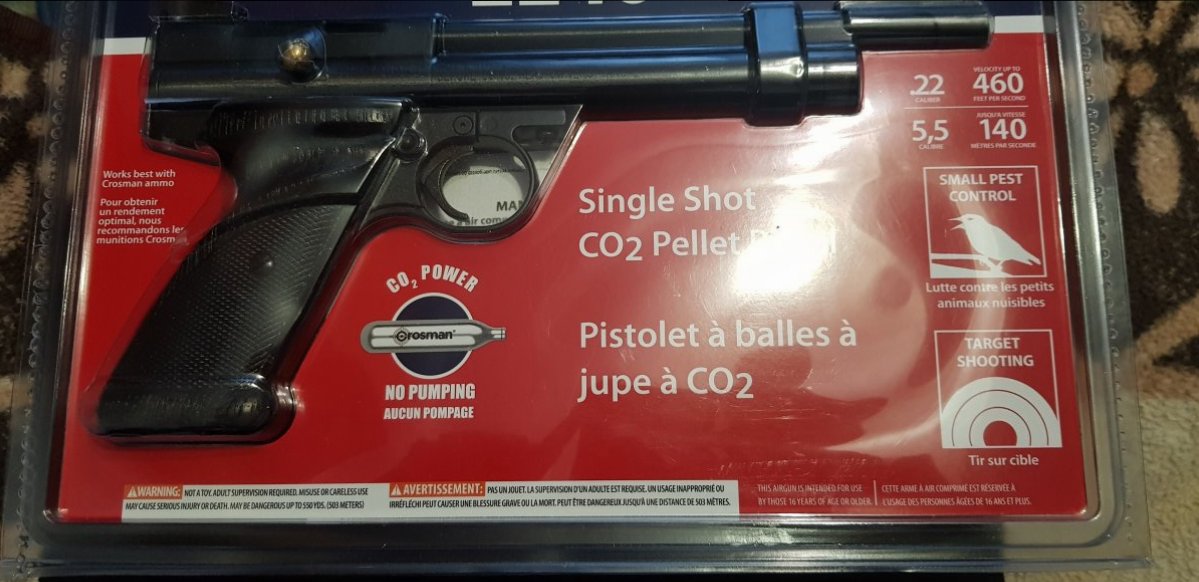 Works best with
Crosman ammo
Pour obtenir
un rendement
optimal, nous
recommandons les
munitions
CO2 POWER
Crosman
NO PUMPING
AUCUN POMPAGE
MA
air com
Single Shot
CO2 Pellet
Pistolet à balles à
jupe à CO2
.22
CALIBER
VELOCITY UP TO
460
FEET PER SECOND
5,5
CALIBRE
JUSQU'À VITESSE
140
MÈTRES PAR SECONDE
SMALL PEST
CONTROL
Lutte contre les petits
animaux nuisibles
TARGET
SHOOTING
Tir sur cible
WARNING: NOT A TOY. ADULT SUPERVISION REQUIRED. MISUSE OR CARELESS USE
MAY CAUSE SERIOUS INJURY OR DEATH. MAY BE DANGEROUS UP TO 550 YDS. (503 METERS)
AVERTISSEMENT: PAS UN JOUET. LA SUPERVISION D'UN ADULTE EST REQUISE. UN USAGE INAPPROPRIÉ OU
IRRÉFLÉCHI PEUT CAUSER UNE BLESSURE GRAVE OU LA MORT. PEUT ÊTRE DANGEREUX JUSQU'À UNE DISTANCE DE 503 MÈTRES.
THIS AIRGUN IS INTENDED FOR USE
BY THOSE 16 YEARS OF AGE OR OLDER.
CETTE ARME À AIR COMPRIMÉ EST RÉSERVÉE À
L'USAGE DES PERSONNES ÂGÉES DE 16 ANS ET PLUS.